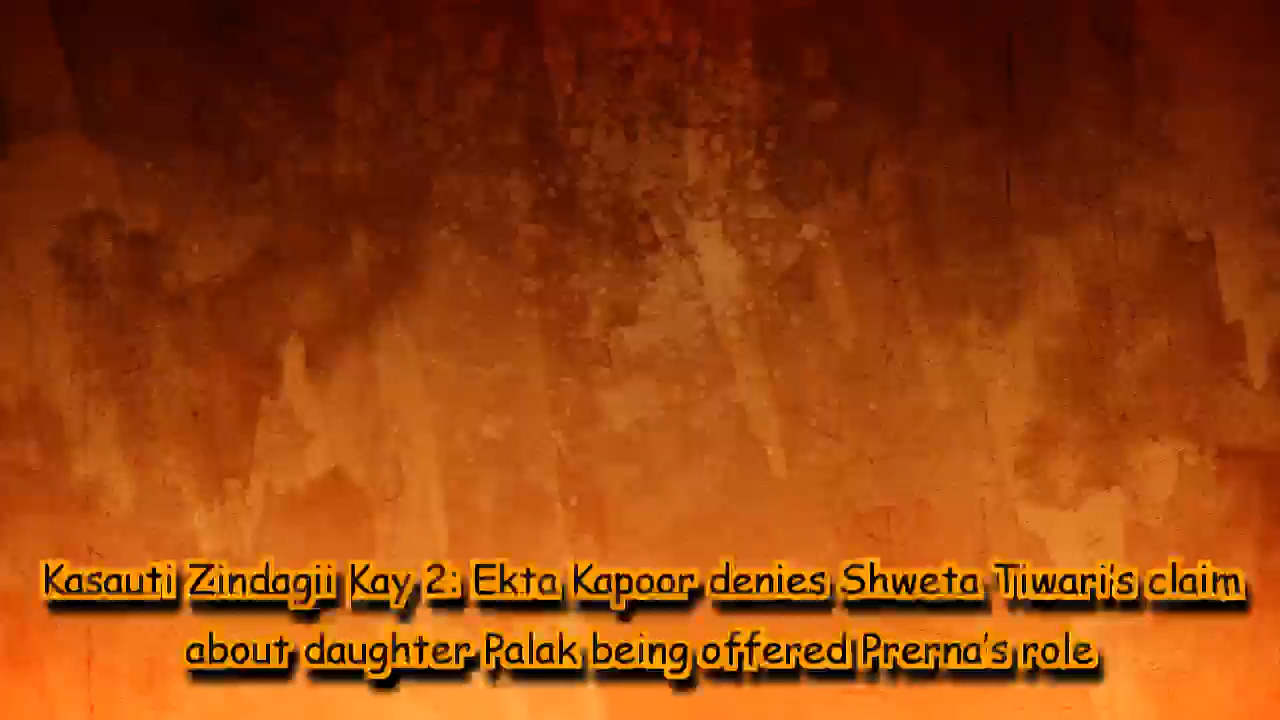 Kasauti Zindagii Kay 2: Ekta Kapoor denies Shweta Tiwari's claim
about daughter Palak being offered Prerna's role